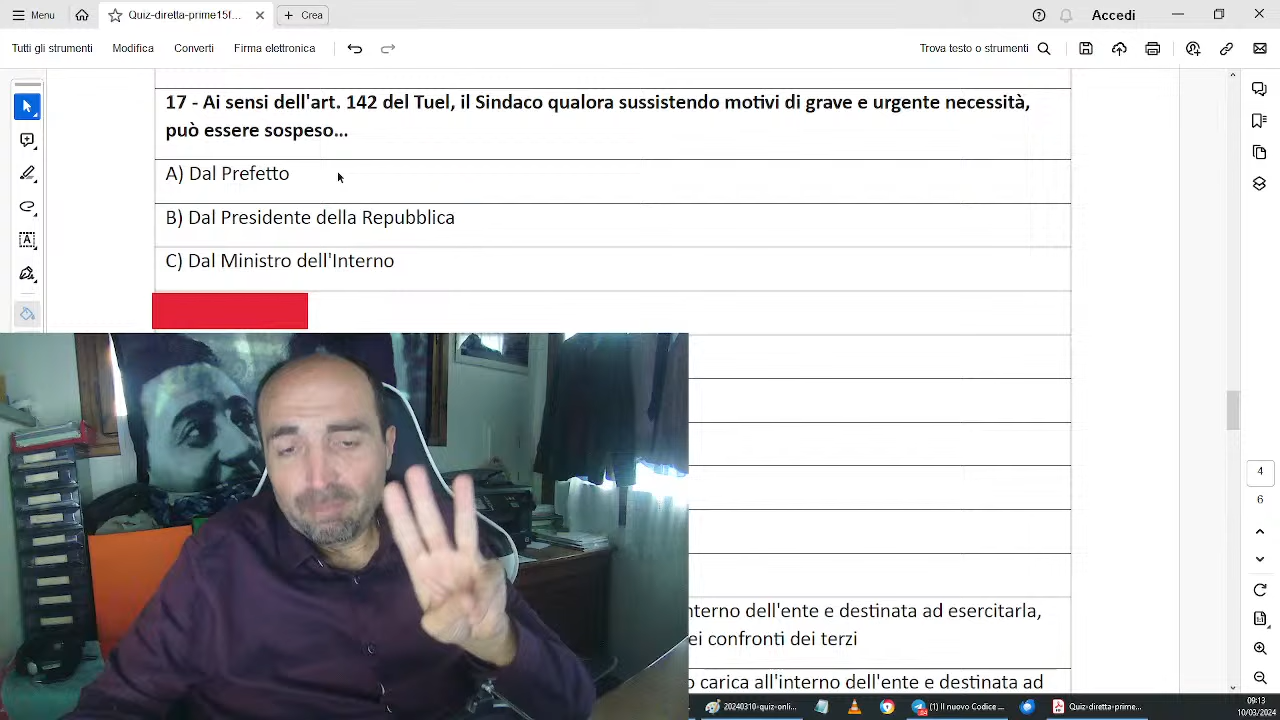 Menu
Quiz-diretta-prime15f...
Crea
Accedi
Tutti gli strumenti
Modifica
Converti
Firma elettronica
Trova testo o strumenti
17 - Ai sensi dell'art. 142 del Tuel, il Sindaco qualora sussistendo motivi di grave e urgente necessità,
può essere sospeso...
A) Dal Prefetto
B) Dal Presidente della Repubblica
C) Dal Ministro dell'Interno
4
6
nterno dell'ente e destinata ad esercitarla,
ei confronti dei terzi
o carica all'interno dell'ente e destinata ad
20240310-quiz-onli...
(1) Il nuovo Codice ...
Quiz-diretta-prime...
09:13
10/03/2024